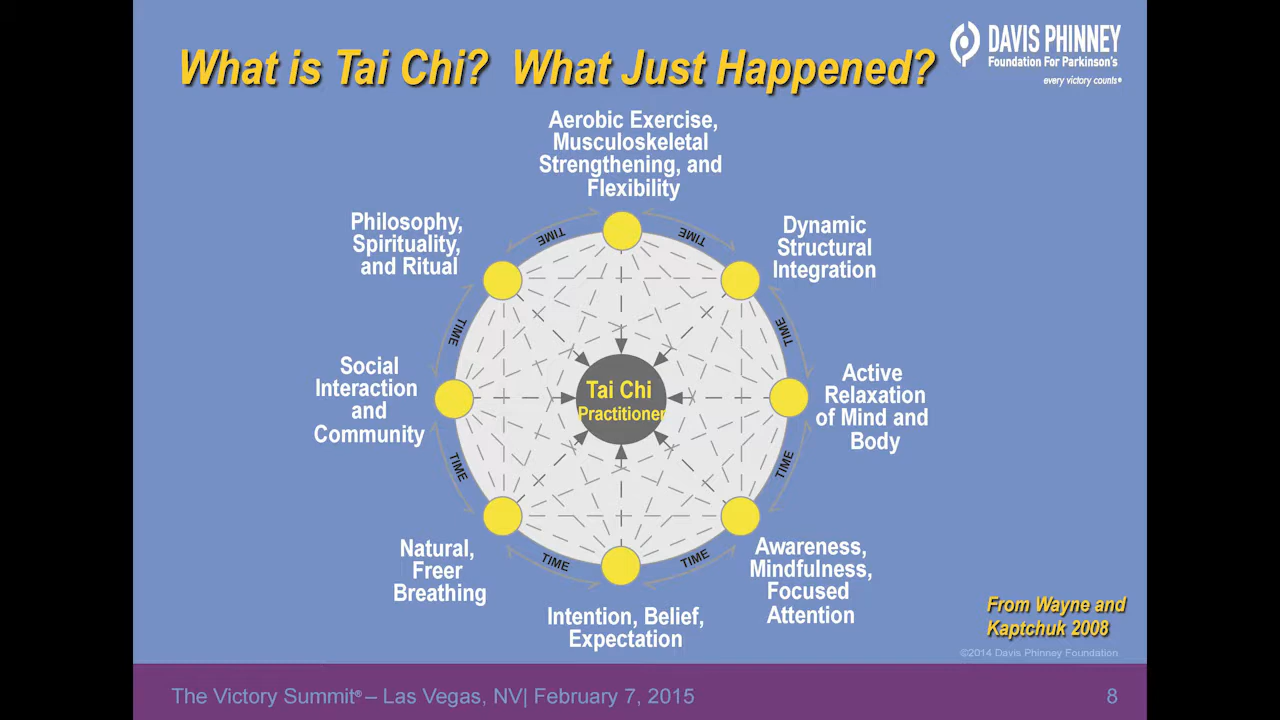 What is Tai Chi? What Just Happened?
DAVIS PHINNEY
Foundation For Parkinson's
every victory counts®
Aerobic Exercise,
Musculoskeletal
Strengthening, and
Flexibility
Philosophy,
Spirituality,
and Ritual
TIME
TIME
Dynamic
Structural
Integration
TIME
TIME
Social
Interaction
and
Community
Tai Chi
Practitioner
Active
Relaxation
of Mind and
Body
TIME
TIME
Natural,
Freer
Breathing
TIME
TIME
Awareness,
Mindfulness,
Focused
Attention
Intention, Belief,
Expectation
From Wayne and
Kaptchuk 2008
©2014 Davis Phinney Foundation
The Victory Summit® – Las Vegas, NV| February 7, 2015
8